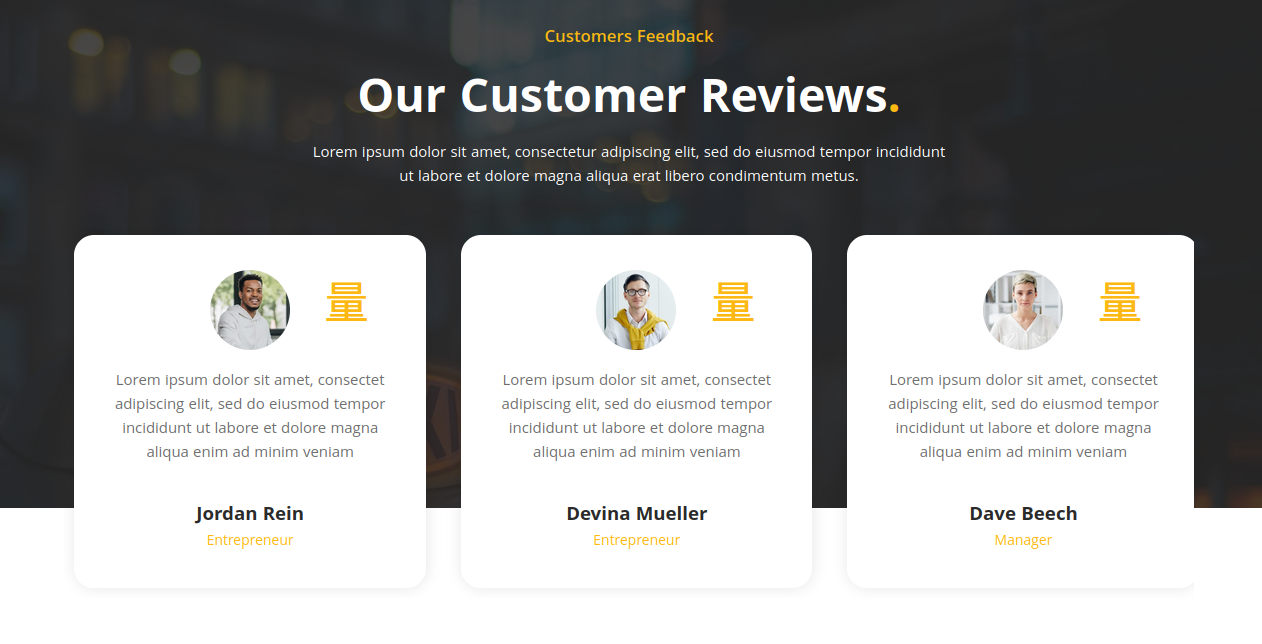 Customers Feedback
Our Customer Reviews.
Lorem ipsum dolor sit amet, consectetur adipiscing elit, sed do eiusmod tempor incididunt
ut labore et dolore magna aliqua erat libero condimentum metus.
量
Lorem ipsum dolor sit amet, consectet
adipiscing elit, sed do eiusmod tempor
incididunt ut labore et dolore magna
aliqua enim ad minim veniam
Jordan Rein
Entrepreneur
量
Lorem ipsum dolor sit amet, consectet
adipiscing elit, sed do eiusmod tempor
incididunt ut labore et dolore magna
aliqua enim ad minim veniam
Devina Mueller
Entrepreneur
量
Lorem ipsum dolor sit amet, consectet
adipiscing elit, sed do eiusmod tempor
incididunt ut labore et dolore magna
aliqua enim ad minim veniam
Dave Beech
Manager